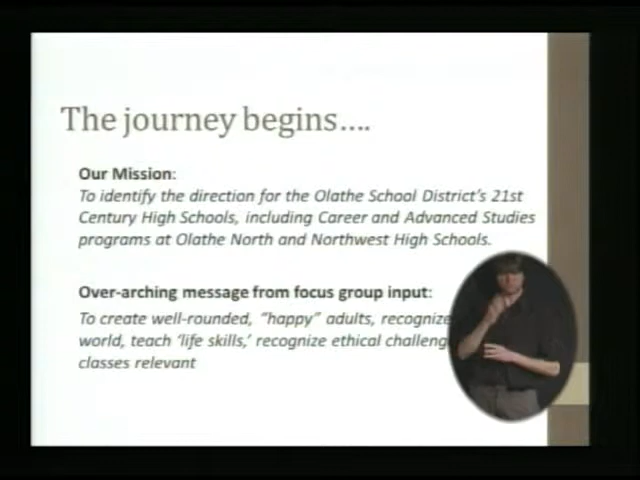 The journey begins....
Our Mission:
To identify the direction for the Olathe School District's 21st
Century High Schools, including Career and Advanced Studies
programs at Olathe North and Northwest High Schools.
Over-arching message from focus group input:
To create well-rounded, "happy" adults, recognize
world, teach 'life skills,' recognize ethical challeng
classes relevant